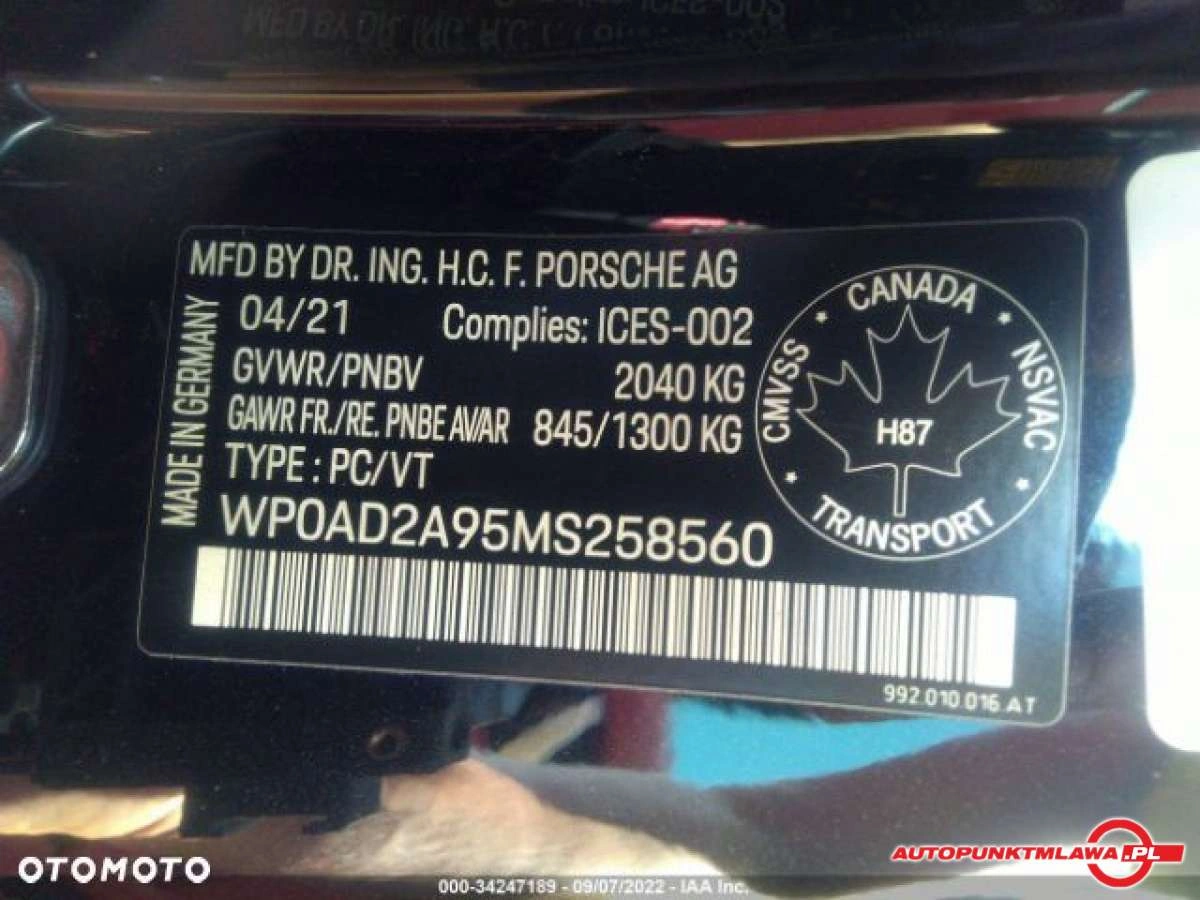 MFD BY DR. ING. H.C. F. PORSCHE AG
MADE IN GERMANY
04/21 Complies: ICES-002
GVWR/PNBV 2040 KG
GAWR FR./RE. PNBE AV/AR 845/1300 KG
TYPE : PC/VT
WP0AD2A95MS258560
CANADA
CMVSS
NSVAC
H87
TRANSPORT
992.010.016.AT
OTOMOTO
AUTOPUNKTMLAWA.PL
000-34247189 - 09/07/2022 - IAA Inc.